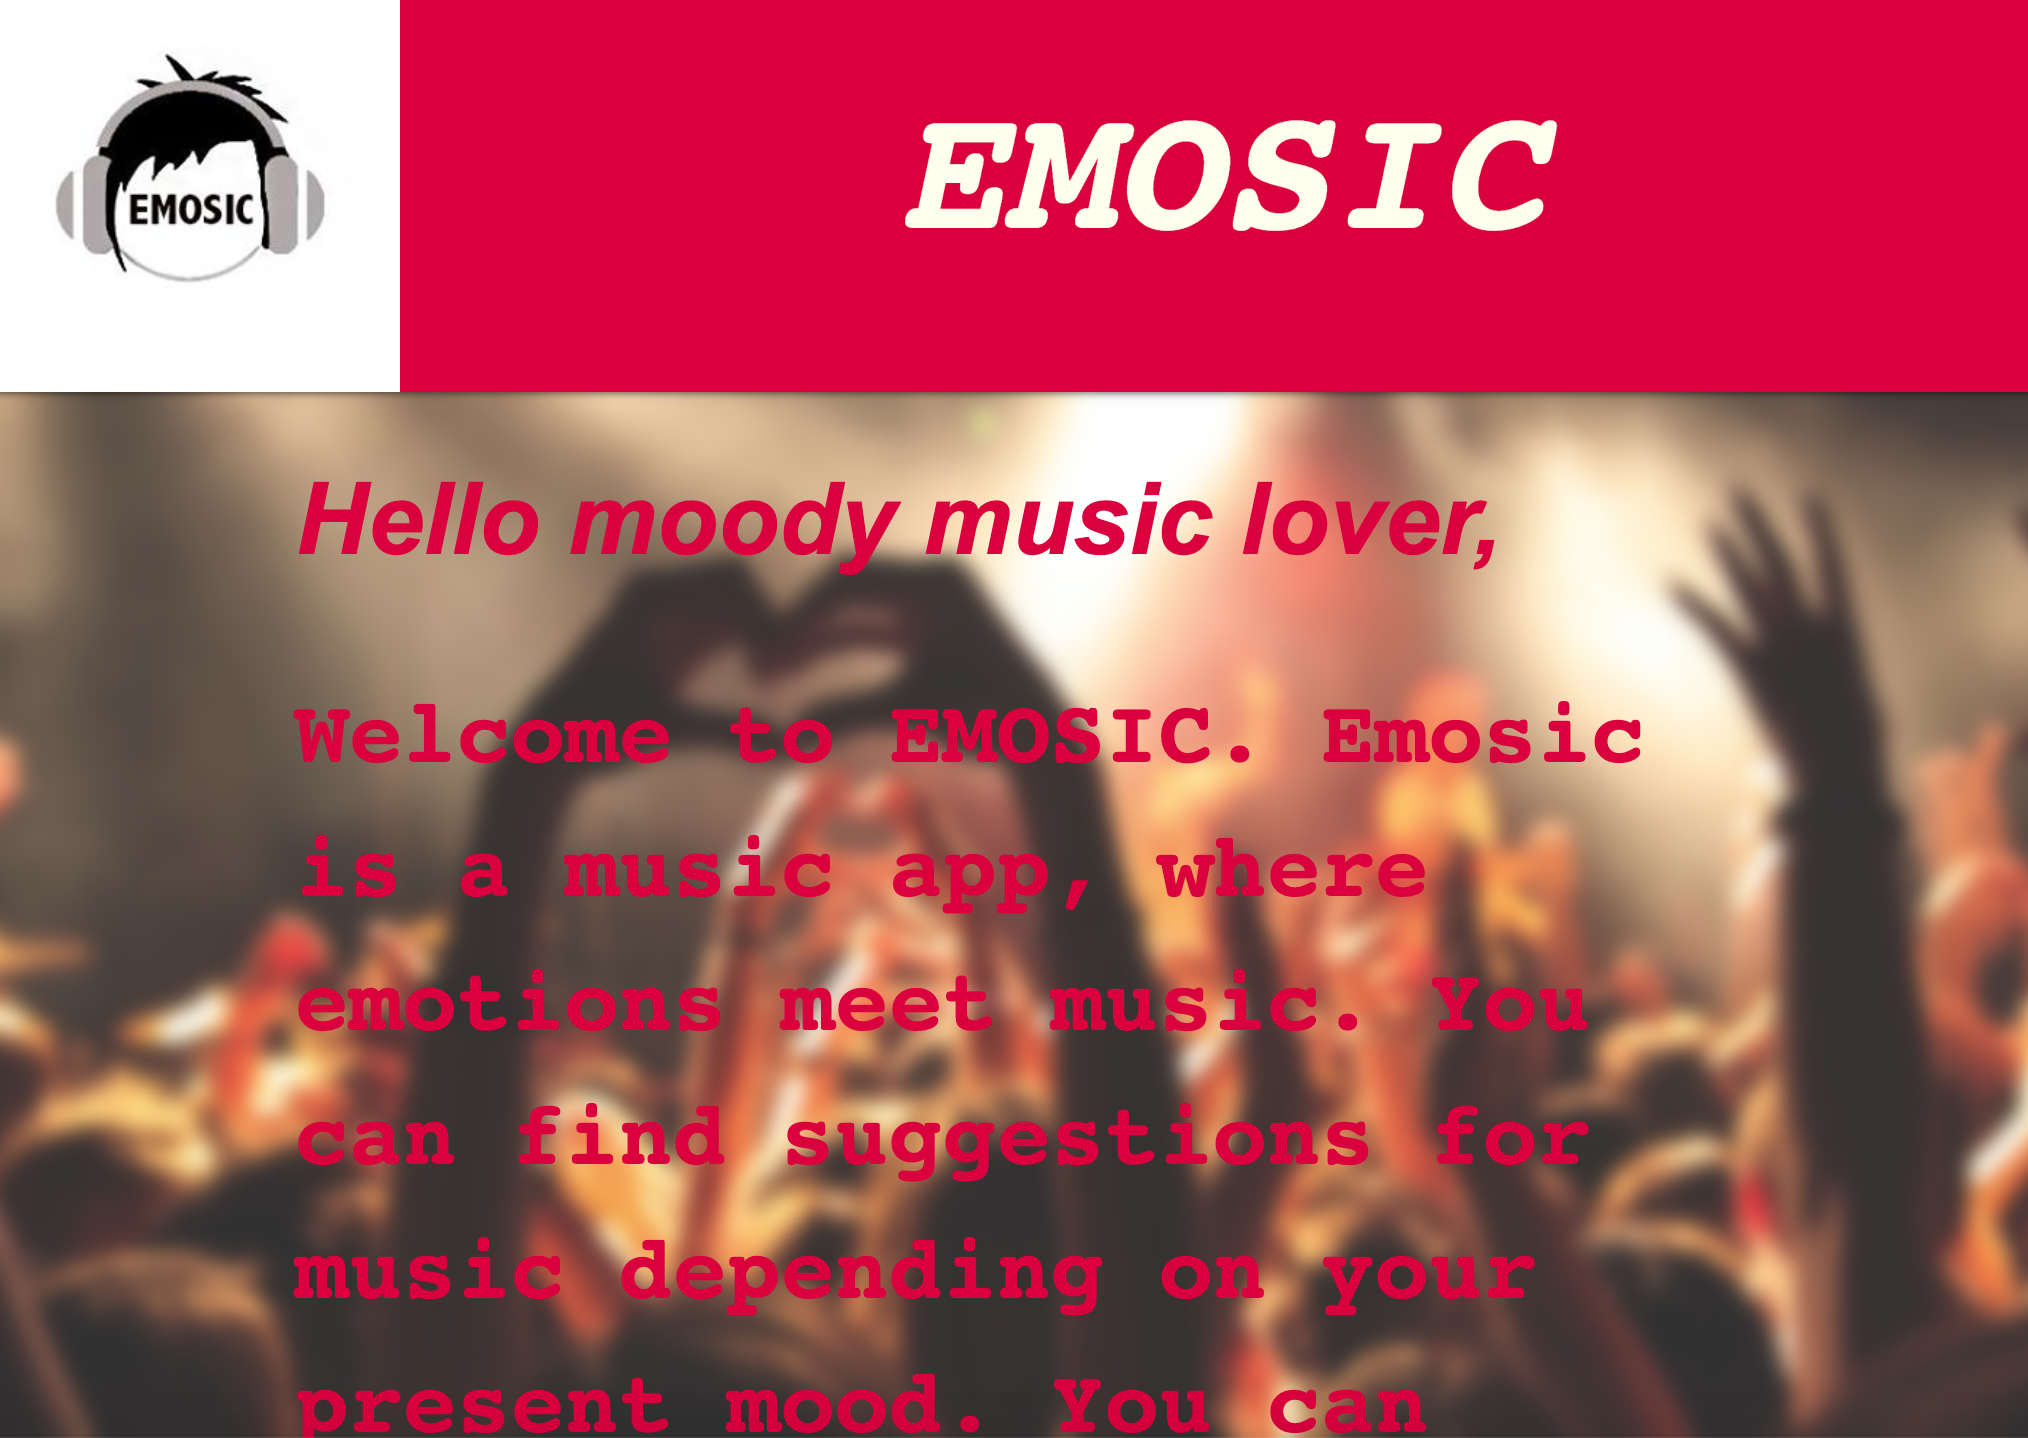 EMOSIC
EMOSIC
Hello moody music lover,
Welcome to EMOSIC. Emosic
is a music app, where
emotions meet music. You
can find suggestions for
music depending on your
present mood. You can